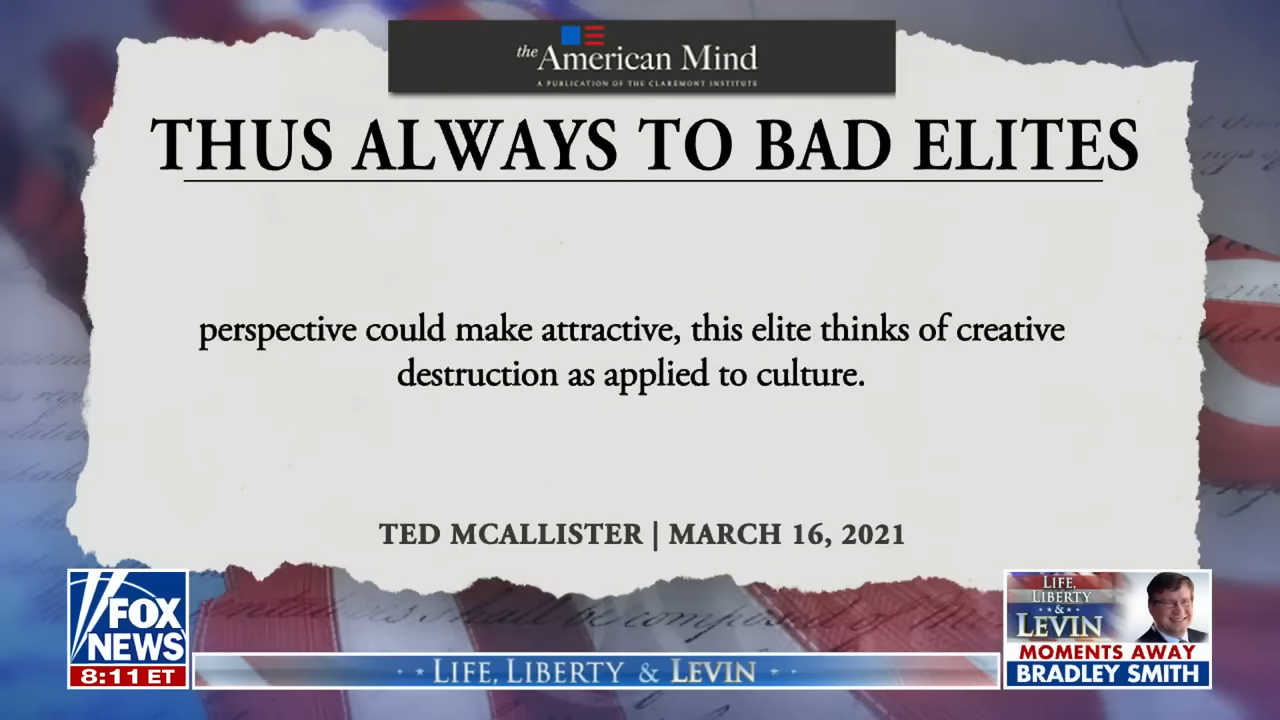 the American Mind
A PUBLICATION OF THE CLAREMONT INSTITUTE
THUS ALWAYS TO BAD ELITES
perspective could make attractive, this elite thinks of creative
destruction as applied to culture.
TED MCALLISTER | MARCH 16, 2021
FOX
NEWS
8:11 ET
LIFE, LIBERTY & LEVIN
LIFE,
LIBERTY
&
LEVIN
MOMENTS AWAY
BRADLEY SMITH